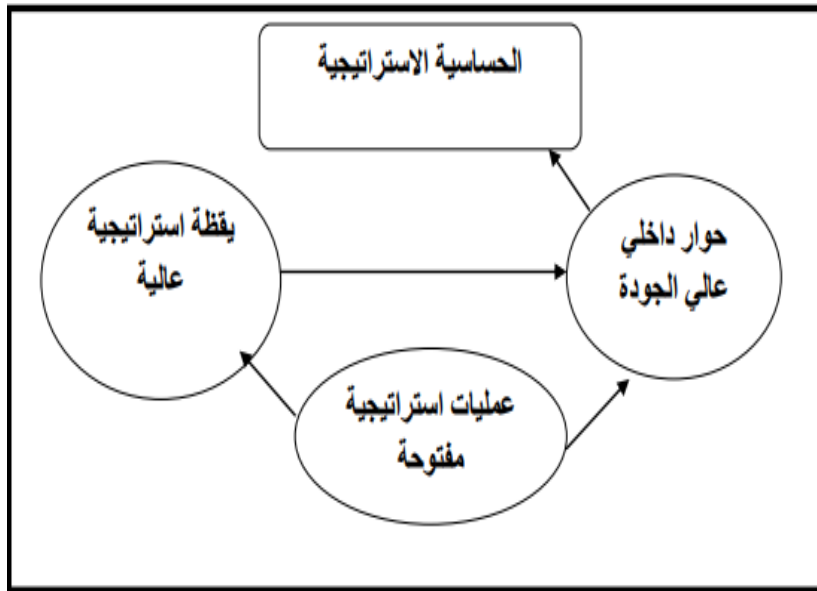 الحساسية الاستراتيجية
حوار داخلي
عالي الجودة
يقظة استراتيجية
عالية
عمليات استراتيجية
مفتوحة